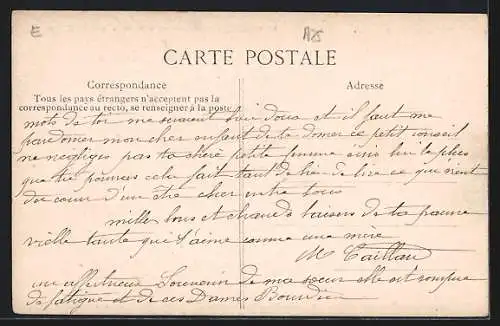 E
CARTE POSTALE
Correspondance
Adresse
Tous les pays étrangers n'acceptent pas la
correspondance au recto, se renseigner à la poste
mots de toi me seraient bien doux et il faut me
pardonner mon cher enfant de te donner ce petit conseil
ne negliges pas ta chère petite femme ecris lui le plus
que tu pourras cela fait tant de bien de lire ce qui vient
du coeur d'un être cher entre tous
mille bons et chauds baisers de ta pauvre
vieille tante qui t'aime comme une mère
M Taillau
un affectueux Souvenir de ma soeur elle est rompue
de fatigue et de ces Dames